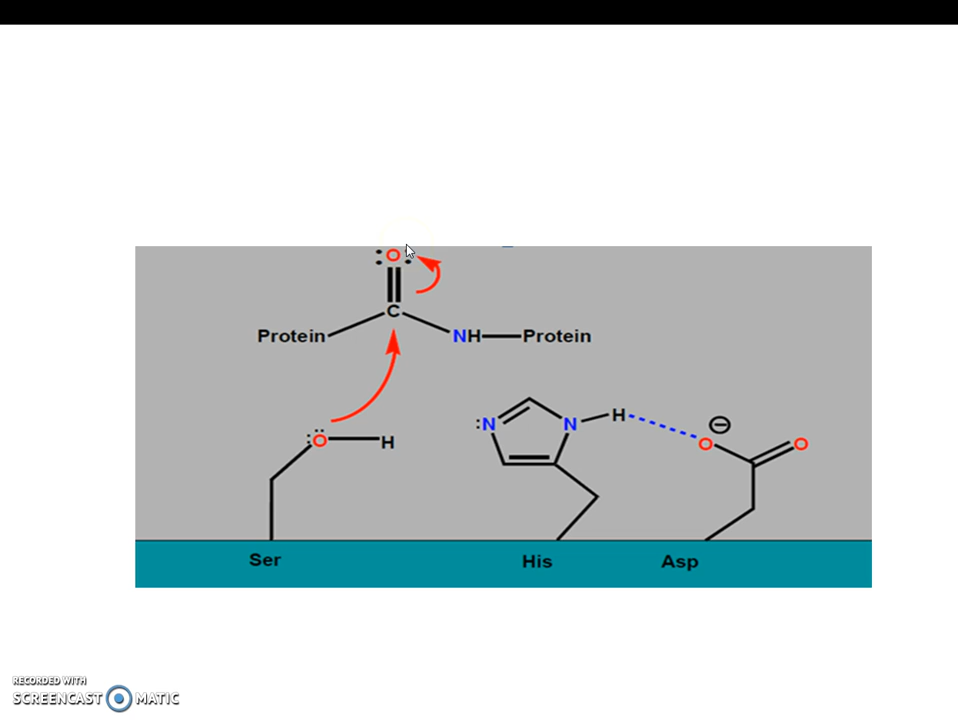 :O:
C
Protein NH Protein
H
:N N O⊖ O
:Ö H
Ser His Asp
RECORDED WITH
SCREENCAST MATIC